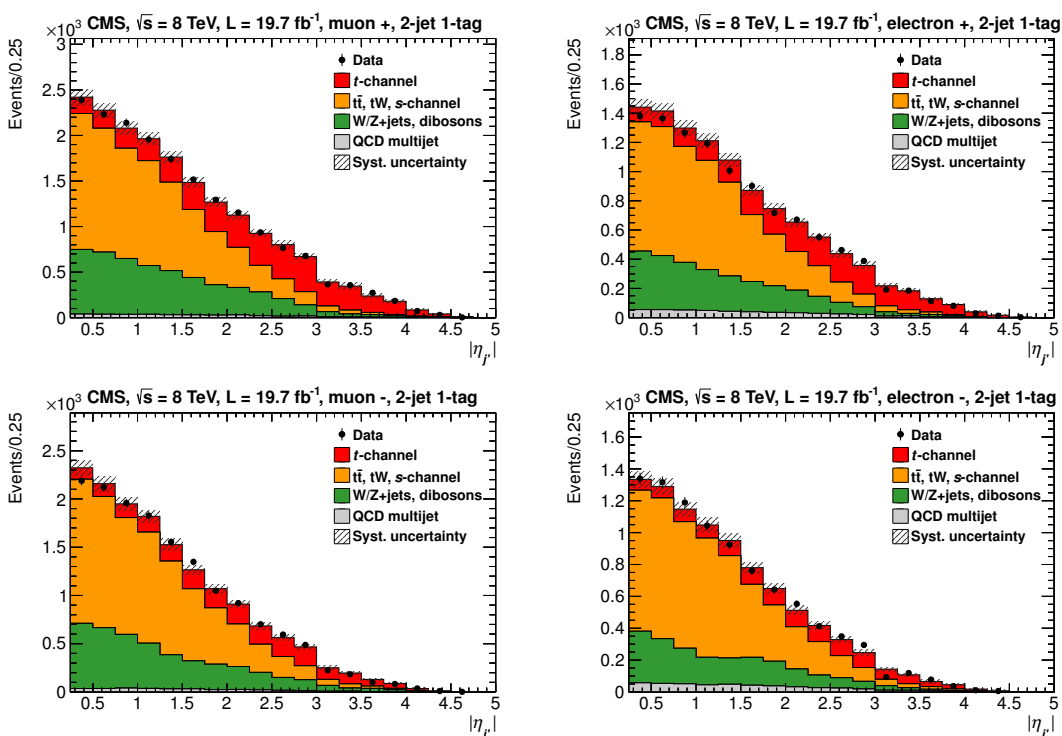 CMS, √s = 8 TeV, L = 19.7 fb⁻¹, muon +, 2-jet 1-tag
×10³
Events/0.25
Data
t-channel
tt̄, tW, s-channel
W/Z+jets, dibosons
QCD multijet
Syst. uncertainty
3
2.5
2
1.5
1
0.5
0
0.5 1 1.5 2 2.5 3 3.5 4 4.5 5
|ηj'|
CMS, √s = 8 TeV, L = 19.7 fb⁻¹, electron +, 2-jet 1-tag
×10³
Events/0.25
Data
t-channel
tt̄, tW, s-channel
W/Z+jets, dibosons
QCD multijet
Syst. uncertainty
1.8
1.6
1.4
1.2
1
0.8
0.6
0.4
0.2
0
0.5 1 1.5 2 2.5 3 3.5 4 4.5 5
|ηj'|
CMS, √s = 8 TeV, L = 19.7 fb⁻¹, muon -, 2-jet 1-tag
×10³
Events/0.25
Data
t-channel
tt̄, tW, s-channel
W/Z+jets, dibosons
QCD multijet
Syst. uncertainty
2.5
2
1.5
1
0.5
0
0.5 1 1.5 2 2.5 3 3.5 4 4.5 5
|ηj'|
CMS, √s = 8 TeV, L = 19.7 fb⁻¹, electron -, 2-jet 1-tag
×10³
Events/0.25
Data
t-channel
tt̄, tW, s-channel
W/Z+jets, dibosons
QCD multijet
Syst. uncertainty
1.6
1.4
1.2
1
0.8
0.6
0.4
0.2
0
0.5 1 1.5 2 2.5 3 3.5 4 4.5 5
|ηj'|